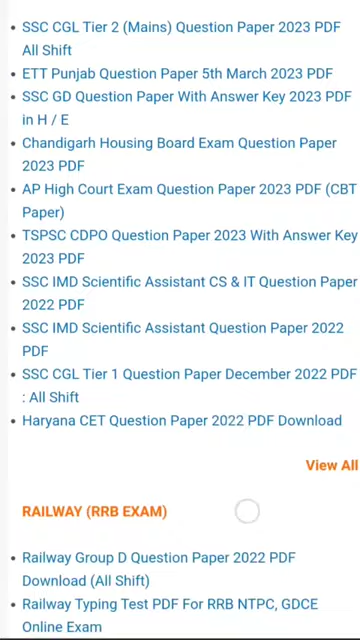 SSC CGL Tier 2 (Mains) Question Paper 2023 PDF
All Shift
ETT Punjab Question Paper 5th March 2023 PDF
SSC GD Question Paper With Answer Key 2023 PDF
in H / E
Chandigarh Housing Board Exam Question Paper
2023 PDF
AP High Court Exam Question Paper 2023 PDF (CBT
Paper)
TSPSC CDPO Question Paper 2023 With Answer Key
2023 PDF
SSC IMD Scientific Assistant CS & IT Question Paper
2022 PDF
SSC IMD Scientific Assistant Question Paper 2022
PDF
SSC CGL Tier 1 Question Paper December 2022 PDF
: All Shift
Haryana CET Question Paper 2022 PDF Download
View All
RAILWAY (RRB EXAM)
Railway Group D Question Paper 2022 PDF
Download (All Shift)
Railway Typing Test PDF For RRB NTPC, GDCE
Online Exam